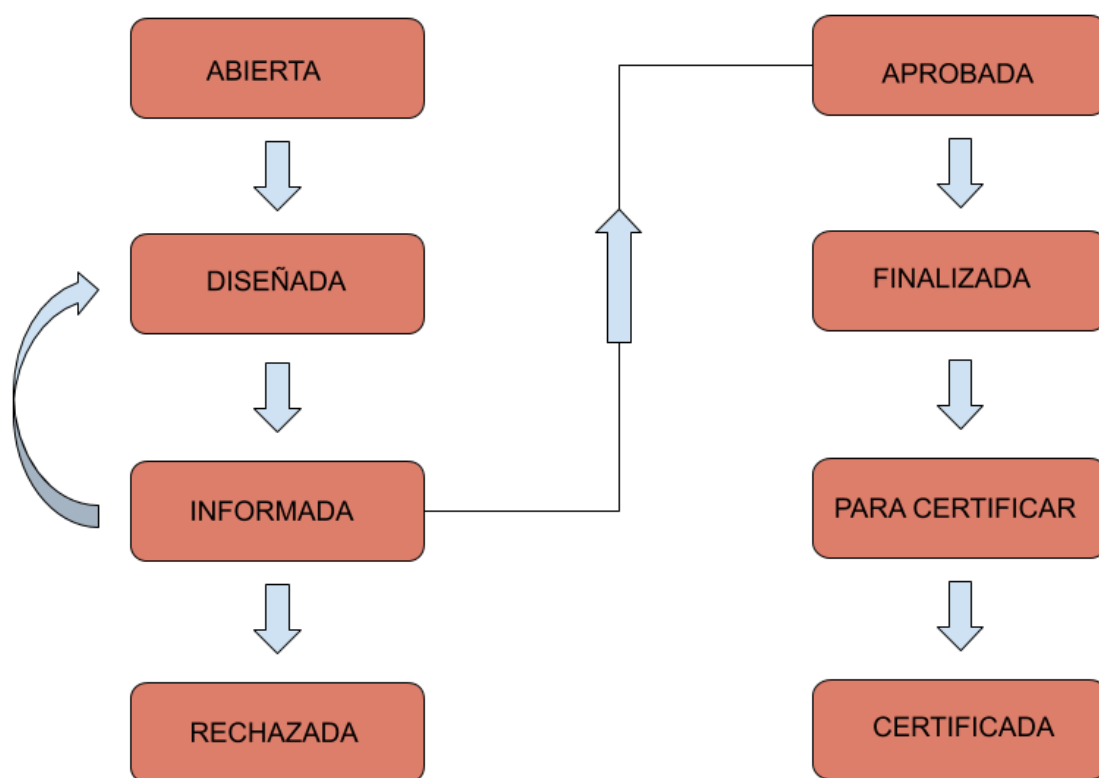 ABIERTA
DISEÑADA
INFORMADA
RECHAZADA
APROBADA
FINALIZADA
PARA CERTIFICAR
CERTIFICADA